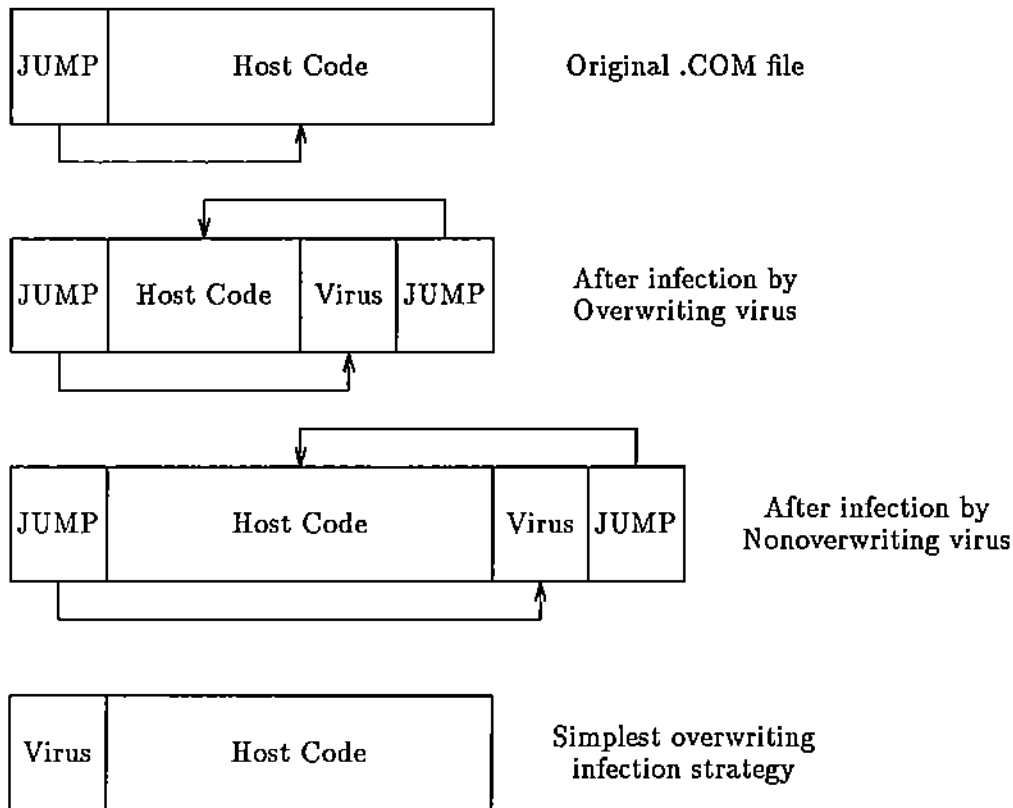 JUMP Host Code Original .COM file
JUMP Host Code Virus JUMP After infection by
Overwriting virus
JUMP Host Code Virus JUMP After infection by
Nonoverwriting virus
Virus Host Code Simplest overwriting
infection strategy